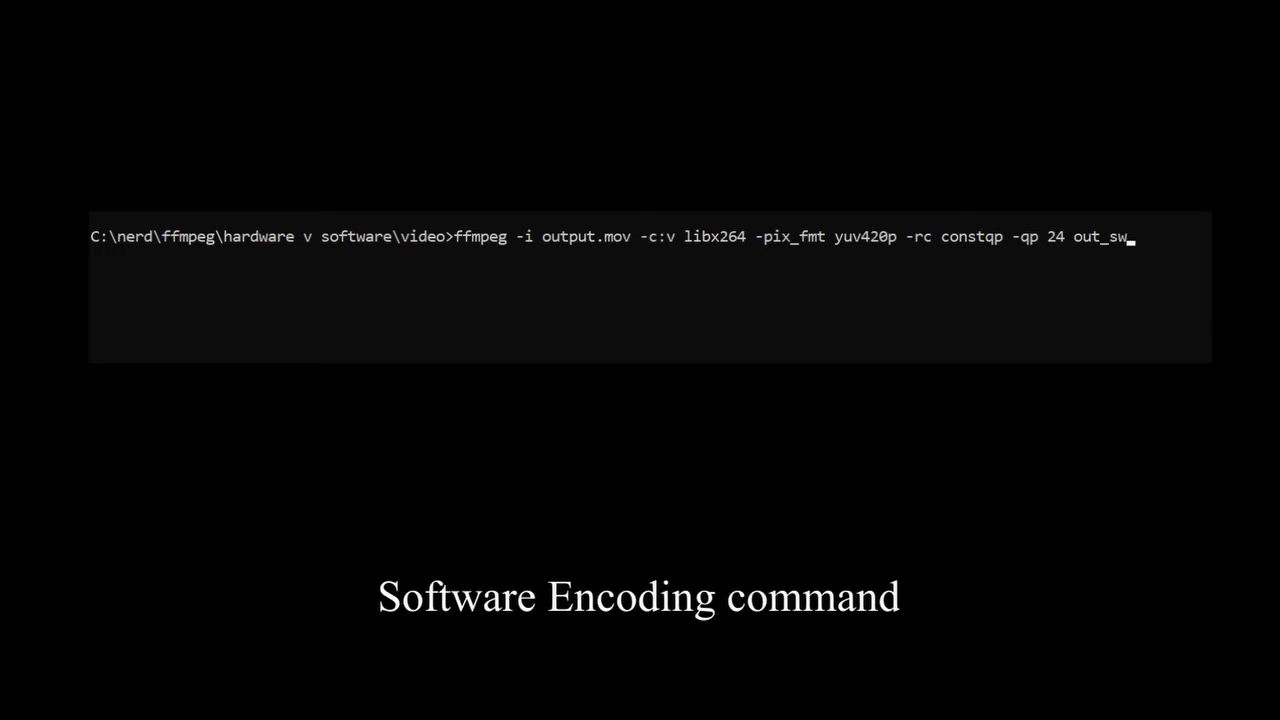 C:\nerd\ffmpeg\hardware v software\video>ffmpeg -i output.mov -c:v libx264 -pix_fmt yuv420p -rc constqp -qp 24 out_sw
Software Encoding command